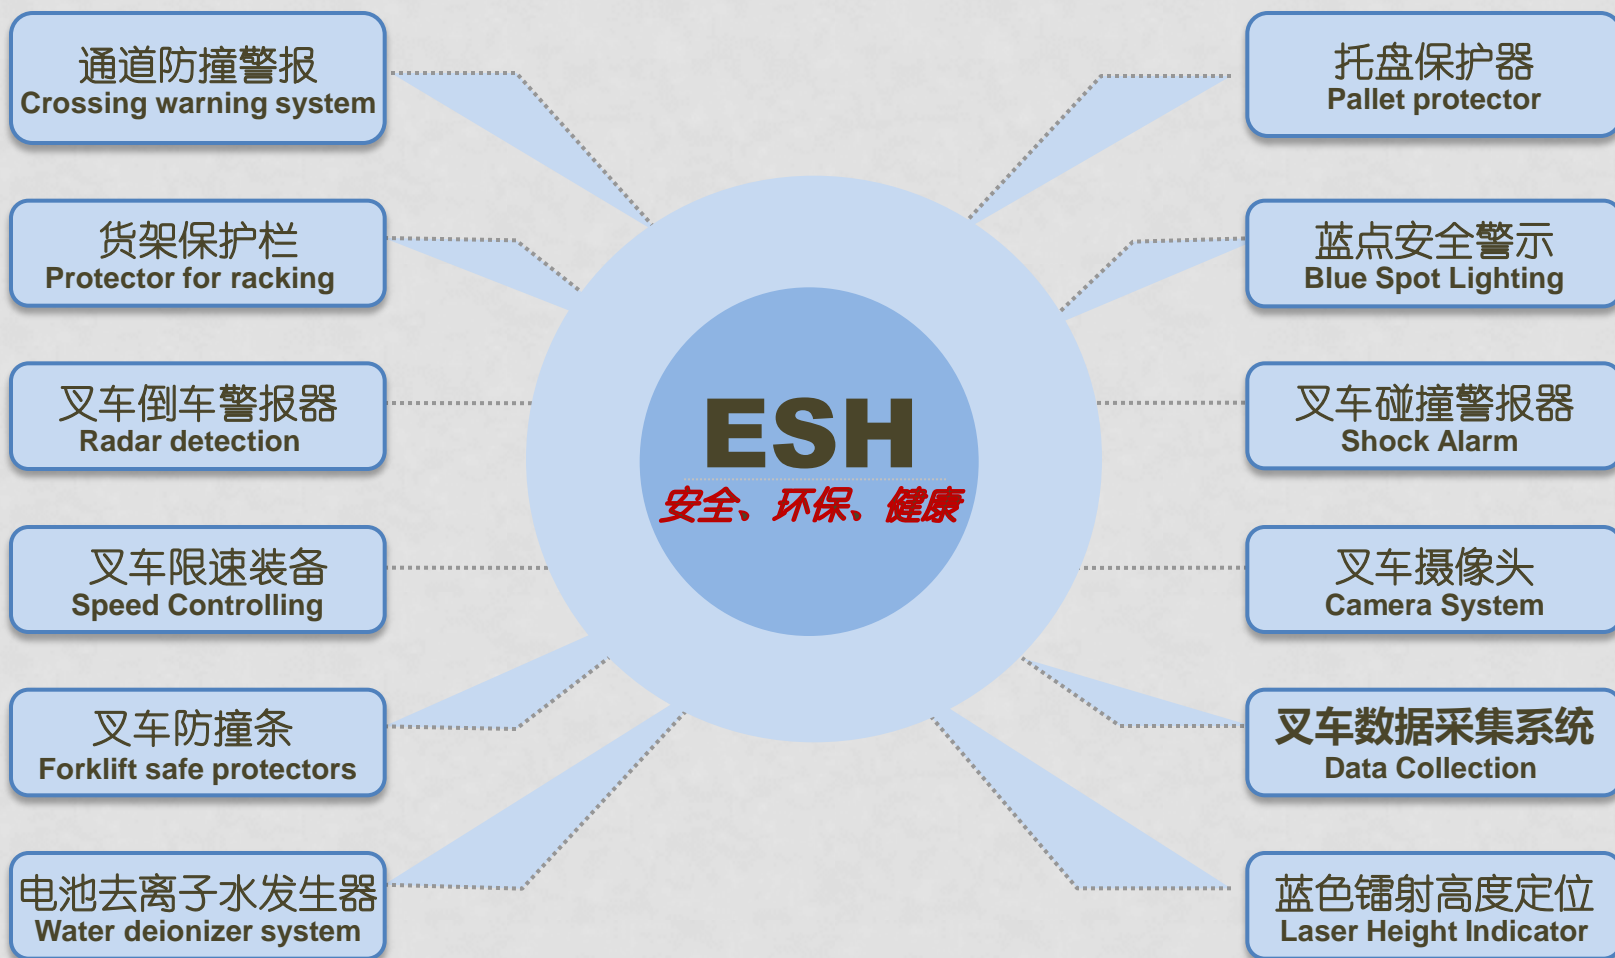 通道防撞警报
Crossing warning system
货架保护栏
Protector for racking
叉车倒车警报器
Radar detection
叉车限速装备
Speed Controlling
叉车防撞条
Forklift safe protectors
电池去离子水发生器
Water deionizer system
ESH
安全、环保、健康
托盘保护器
Pallet protector
蓝点安全警示
Blue Spot Lighting
叉车碰撞警报器
Shock Alarm
叉车摄像头
Camera System
叉车数据采集系统
Data Collection
蓝色镭射高度定位
Laser Height Indicator